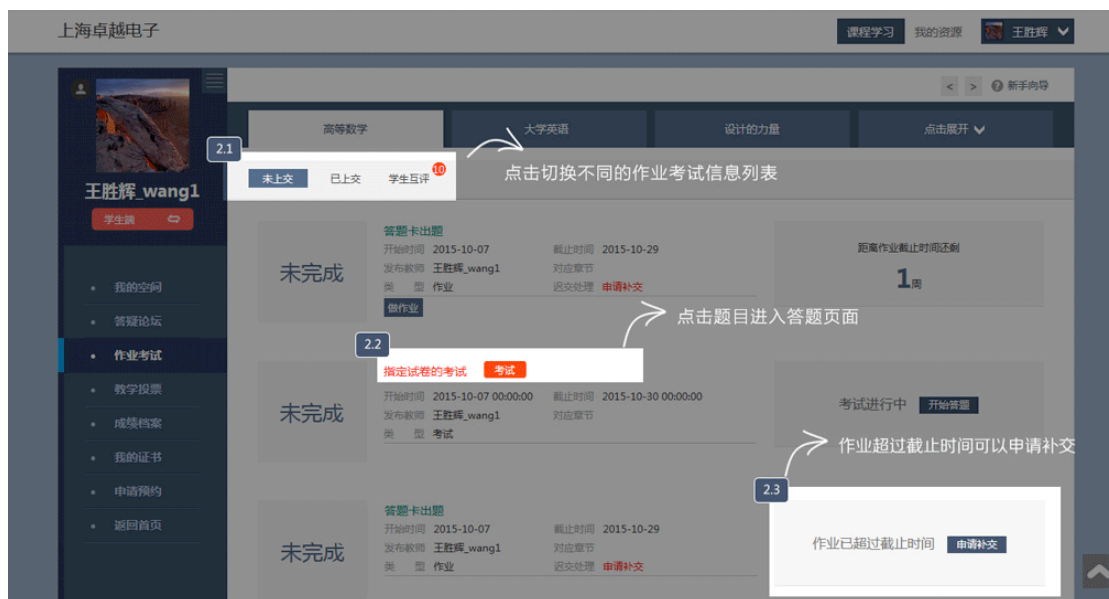 上海卓越电子
课程学习 我的资源 王胜辉
< > 新手向导
高等数学 大学英语 设计的力量 点击展开
2.1
未上交 已上交 学生互评 10
点击切换不同的作业考试信息列表
王胜辉_wang1
学生端
我的空间
答疑论坛
作业考试
教学投票
成绩档案
我的证书
申请预约
返回首页
未完成
答题卡出题
开始时间 2015-10-07 截止时间 2015-10-29
发布教师 王胜辉_wang1 对应章节
类 型 作业 迟交处理 申请补交
做作业
距离作业截止时间还剩
1周
点击题目进入答题页面
2.2
指定试卷的考试 考试
未完成
开始时间 2015-10-07 00:00:00 截止时间 2015-10-30 00:00:00
发布教师 王胜辉_wang1 对应章节
类 型 考试
考试进行中 开始答题
作业超过截止时间可以申请补交
2.3
未完成
答题卡出题
开始时间 2015-10-07 截止时间 2015-10-29
发布教师 王胜辉_wang1 对应章节
类 型 作业 迟交处理 申请补交
作业已超过截止时间 申请补交